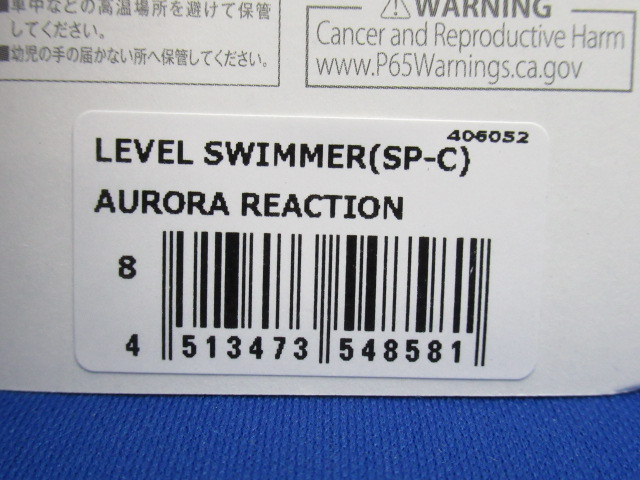 ■車中などの高温場所を避けて保管
してください。
■幼児の手の届かない所へ保管してください。
⚠WARNING
Cancer and Reproductive Harm
www.P65Warnings.ca.gov
406052
LEVEL SWIMMER(SP-C)
AURORA REACTION
8
4 513473 548581